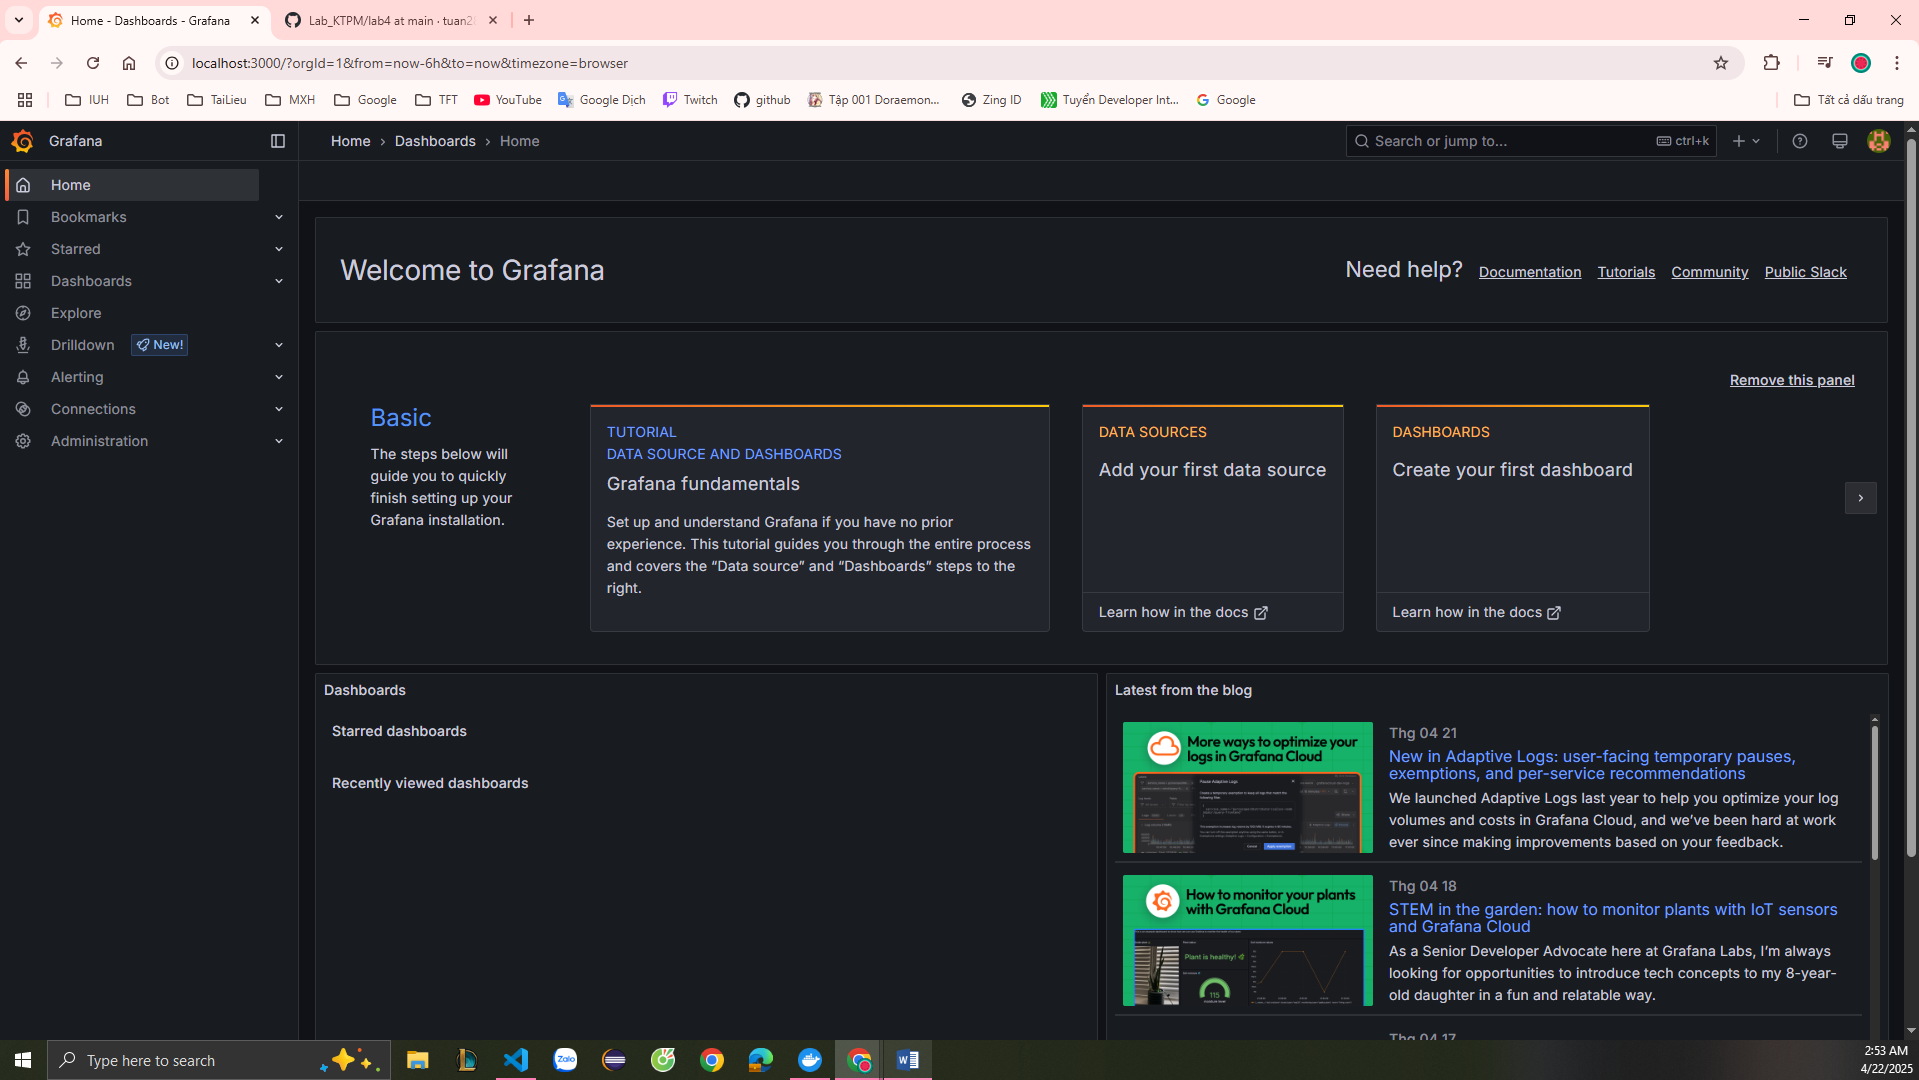 Home - Dashboards - Grafana
Lab_KTPM/lab4 at main · tuan2
localhost:3000/?orgId=1&from=now-6h&to=now&timezone=browser
IUH
Bot
TaiLieu
MXH
Google
TFT
YouTube
Google Dịch
Twitch
github
Tập 001 Doraemon...
Zing ID
Tuyển Developer Int...
Google
Tất cả dấu trang
Grafana
Home › Dashboards › Home
Search or jump to...
ctrl+k
Home
Bookmarks
Starred
Dashboards
Explore
Drilldown
New!
Alerting
Connections
Administration
Welcome to Grafana
Need help?
Documentation
Tutorials
Community
Public Slack
Remove this panel
Basic
The steps below will
guide you to quickly
finish setting up your
Grafana installation.
TUTORIAL
DATA SOURCE AND DASHBOARDS
Grafana fundamentals
Set up and understand Grafana if you have no prior
experience. This tutorial guides you through the entire process
and covers the “Data source” and “Dashboards” steps to the
right.
DATA SOURCES
Add your first data source
Learn how in the docs
DASHBOARDS
Create your first dashboard
Learn how in the docs
Dashboards
Starred dashboards
Recently viewed dashboards
Latest from the blog
More ways to optimize your
logs in Grafana Cloud
Thg 04 21
New in Adaptive Logs: user-facing temporary pauses,
exemptions, and per-service recommendations
We launched Adaptive Logs last year to help you optimize your log
volumes and costs in Grafana Cloud, and we’ve been hard at work
ever since making improvements based on your feedback.
How to monitor your plants
with Grafana Cloud
Plant is healthy!
115
Thg 04 18
STEM in the garden: how to monitor plants with IoT sensors
and Grafana Cloud
As a Senior Developer Advocate here at Grafana Labs, I’m always
looking for opportunities to introduce tech concepts to my 8-year-
old daughter in a fun and relatable way.
Thg 04 17
Type here to search
Zalo
2:53 AM
4/22/2025